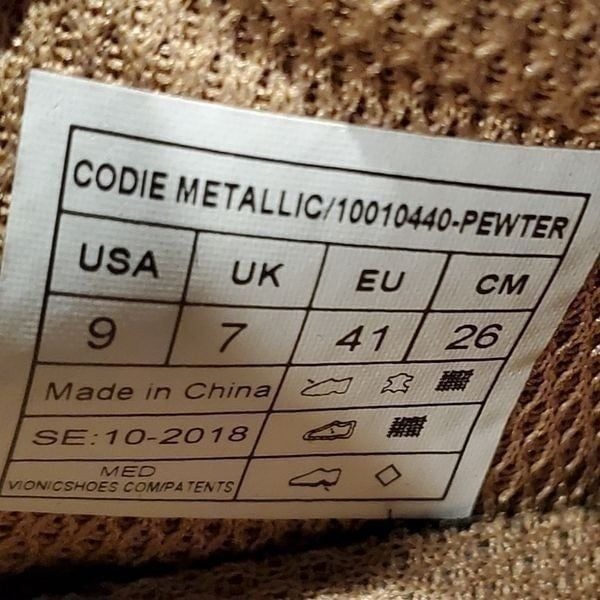 CODIE METALLIC/10010440-PEWTER
USA UK EU CM
9 7 41 26
Made in China
SE:10-2018
MED
VIONICSHOES COM/PATENTS